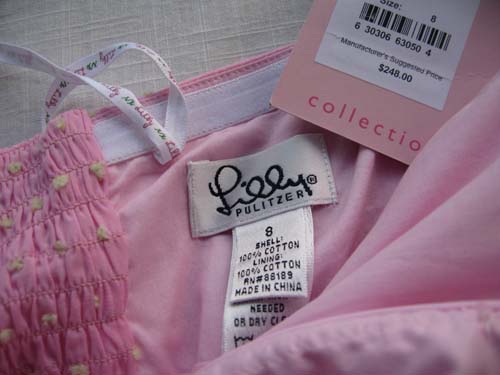 Size: 8
6 30306 63050 4
Manufacturer's Suggested Price
$248.00
collectio
Lilly®
PULITZER
8
SHELL:
100% COTTON
LINING:
100% COTTON
RN#88189
MADE IN CHINA
NEEDED
OR DRY CL